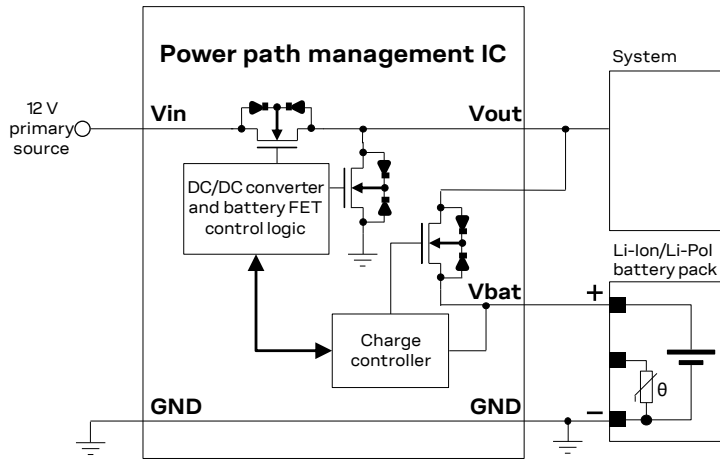 Power path management IC
System
12 V
primary
source
Vin
Vout
DC/DC converter
and battery FET
control logic
Li-Ion/Li-Pol
battery pack
Vbat
+
Charge
controller
θ
GND
GND
–